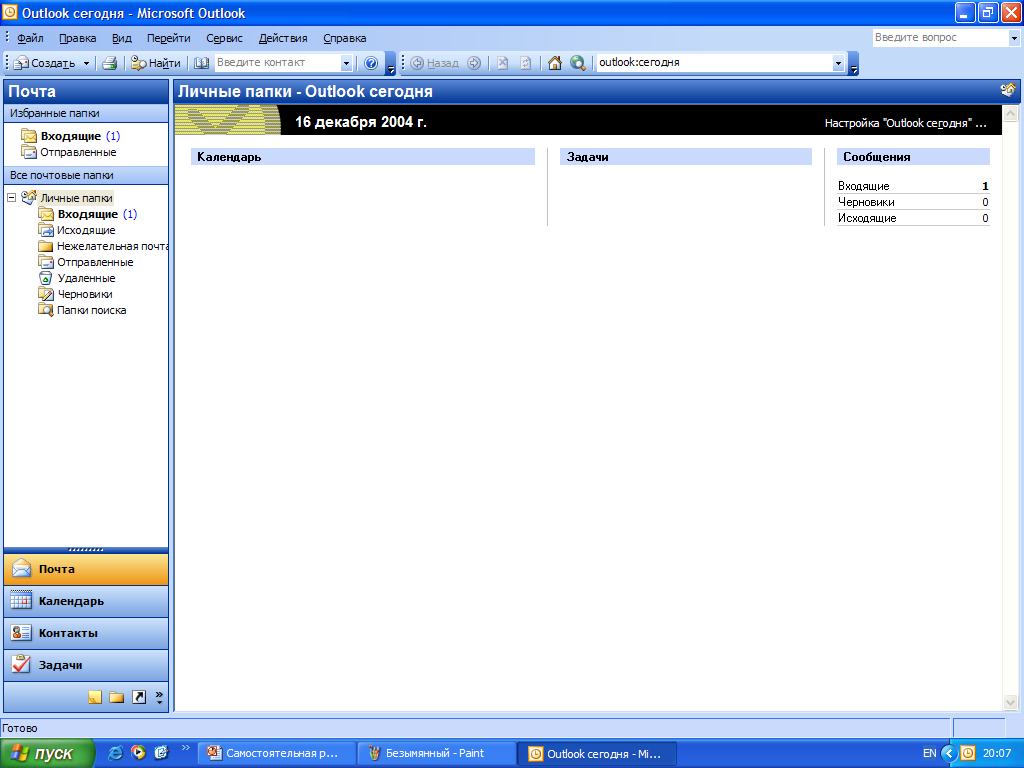 Outlook сегодня - Microsoft Outlook
Файл Правка Вид Перейти Сервис Действия Справка Введите вопрос
Создать Найти Введите контакт Назад outlook:сегодня
Почта
Избранные папки
Входящие (1)
Отправленные
Все почтовые папки
Личные папки
Входящие (1)
Исходящие
Нежелательная почта
Отправленные
Удаленные
Черновики
Папки поиска
Почта
Календарь
Контакты
Задачи
Личные папки - Outlook сегодня
16 декабря 2004 г. Настройка "Outlook сегодня" ...
Календарь Задачи Сообщения
Входящие 1
Черновики 0
Исходящие 0
Готово
пуск Самостоятельная р... Безымянный - Paint Outlook сегодня - Mi... EN 20:07